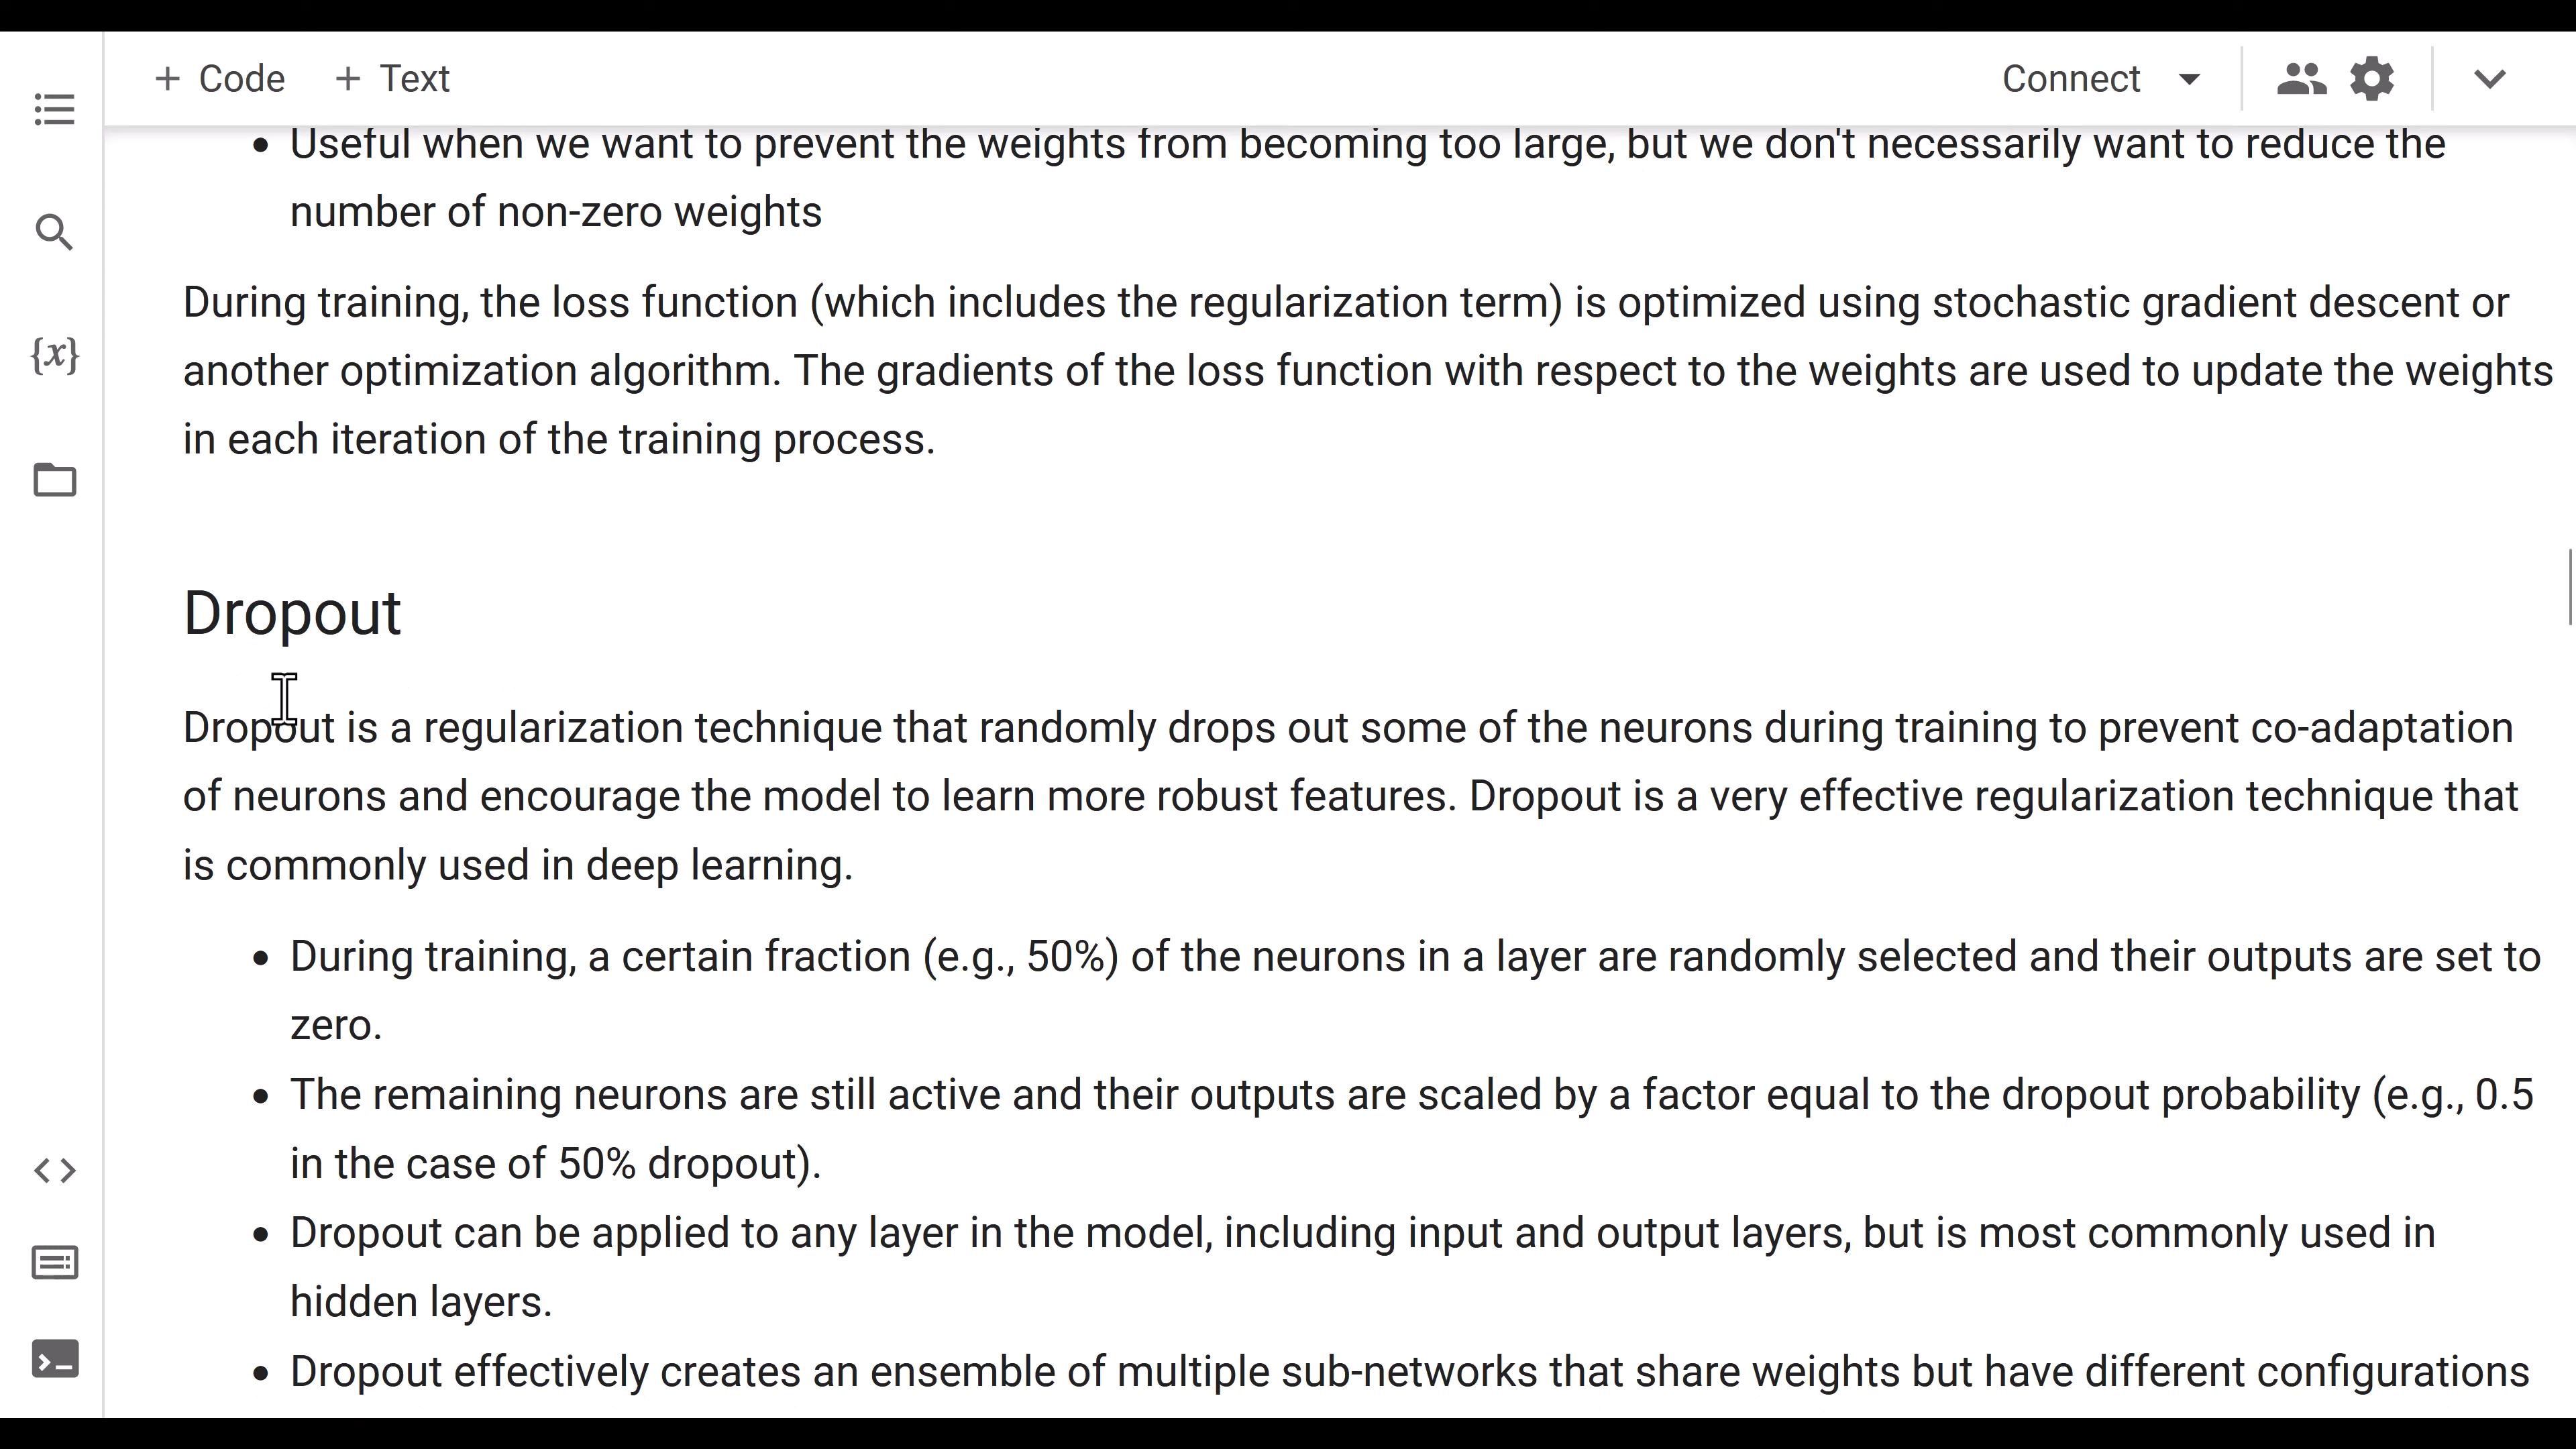 + Code + Text Connect
• Useful when we want to prevent the weights from becoming too large, but we don't necessarily want to reduce the
number of non-zero weights
During training, the loss function (which includes the regularization term) is optimized using stochastic gradient descent or
another optimization algorithm. The gradients of the loss function with respect to the weights are used to update the weights
in each iteration of the training process.
{x}
Dropout
Dropout is a regularization technique that randomly drops out some of the neurons during training to prevent co-adaptation
of neurons and encourage the model to learn more robust features. Dropout is a very effective regularization technique that
is commonly used in deep learning.
• During training, a certain fraction (e.g., 50%) of the neurons in a layer are randomly selected and their outputs are set to
zero.
• The remaining neurons are still active and their outputs are scaled by a factor equal to the dropout probability (e.g., 0.5
in the case of 50% dropout).
• Dropout can be applied to any layer in the model, including input and output layers, but is most commonly used in
hidden layers.
• Dropout effectively creates an ensemble of multiple sub-networks that share weights but have different configurations